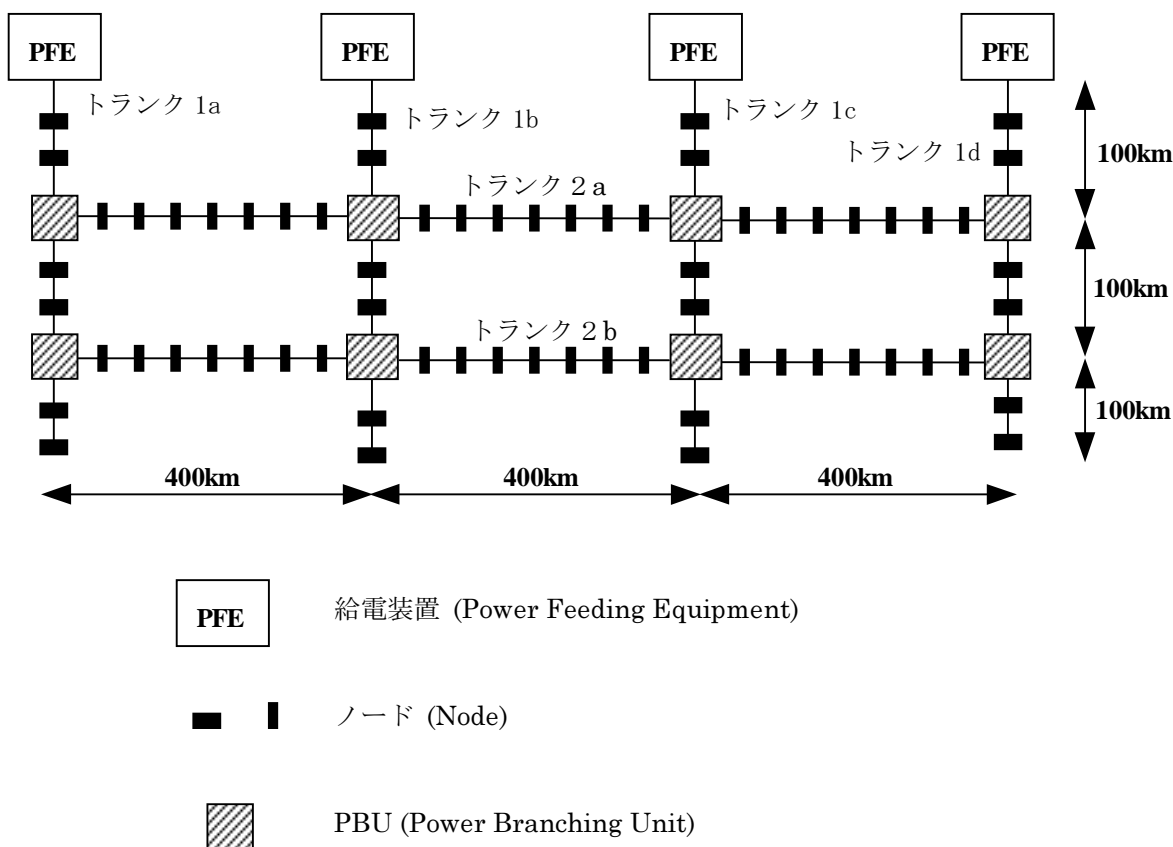 PFE
PFE
PFE
PFE
トランク 1a
トランク 1b
トランク 1c
トランク 1d
100km
トランク 2a
100km
トランク 2b
100km
400km
400km
400km
PFE
給電装置 (Power Feeding Equipment)
ノード (Node)
PBU (Power Branching Unit)